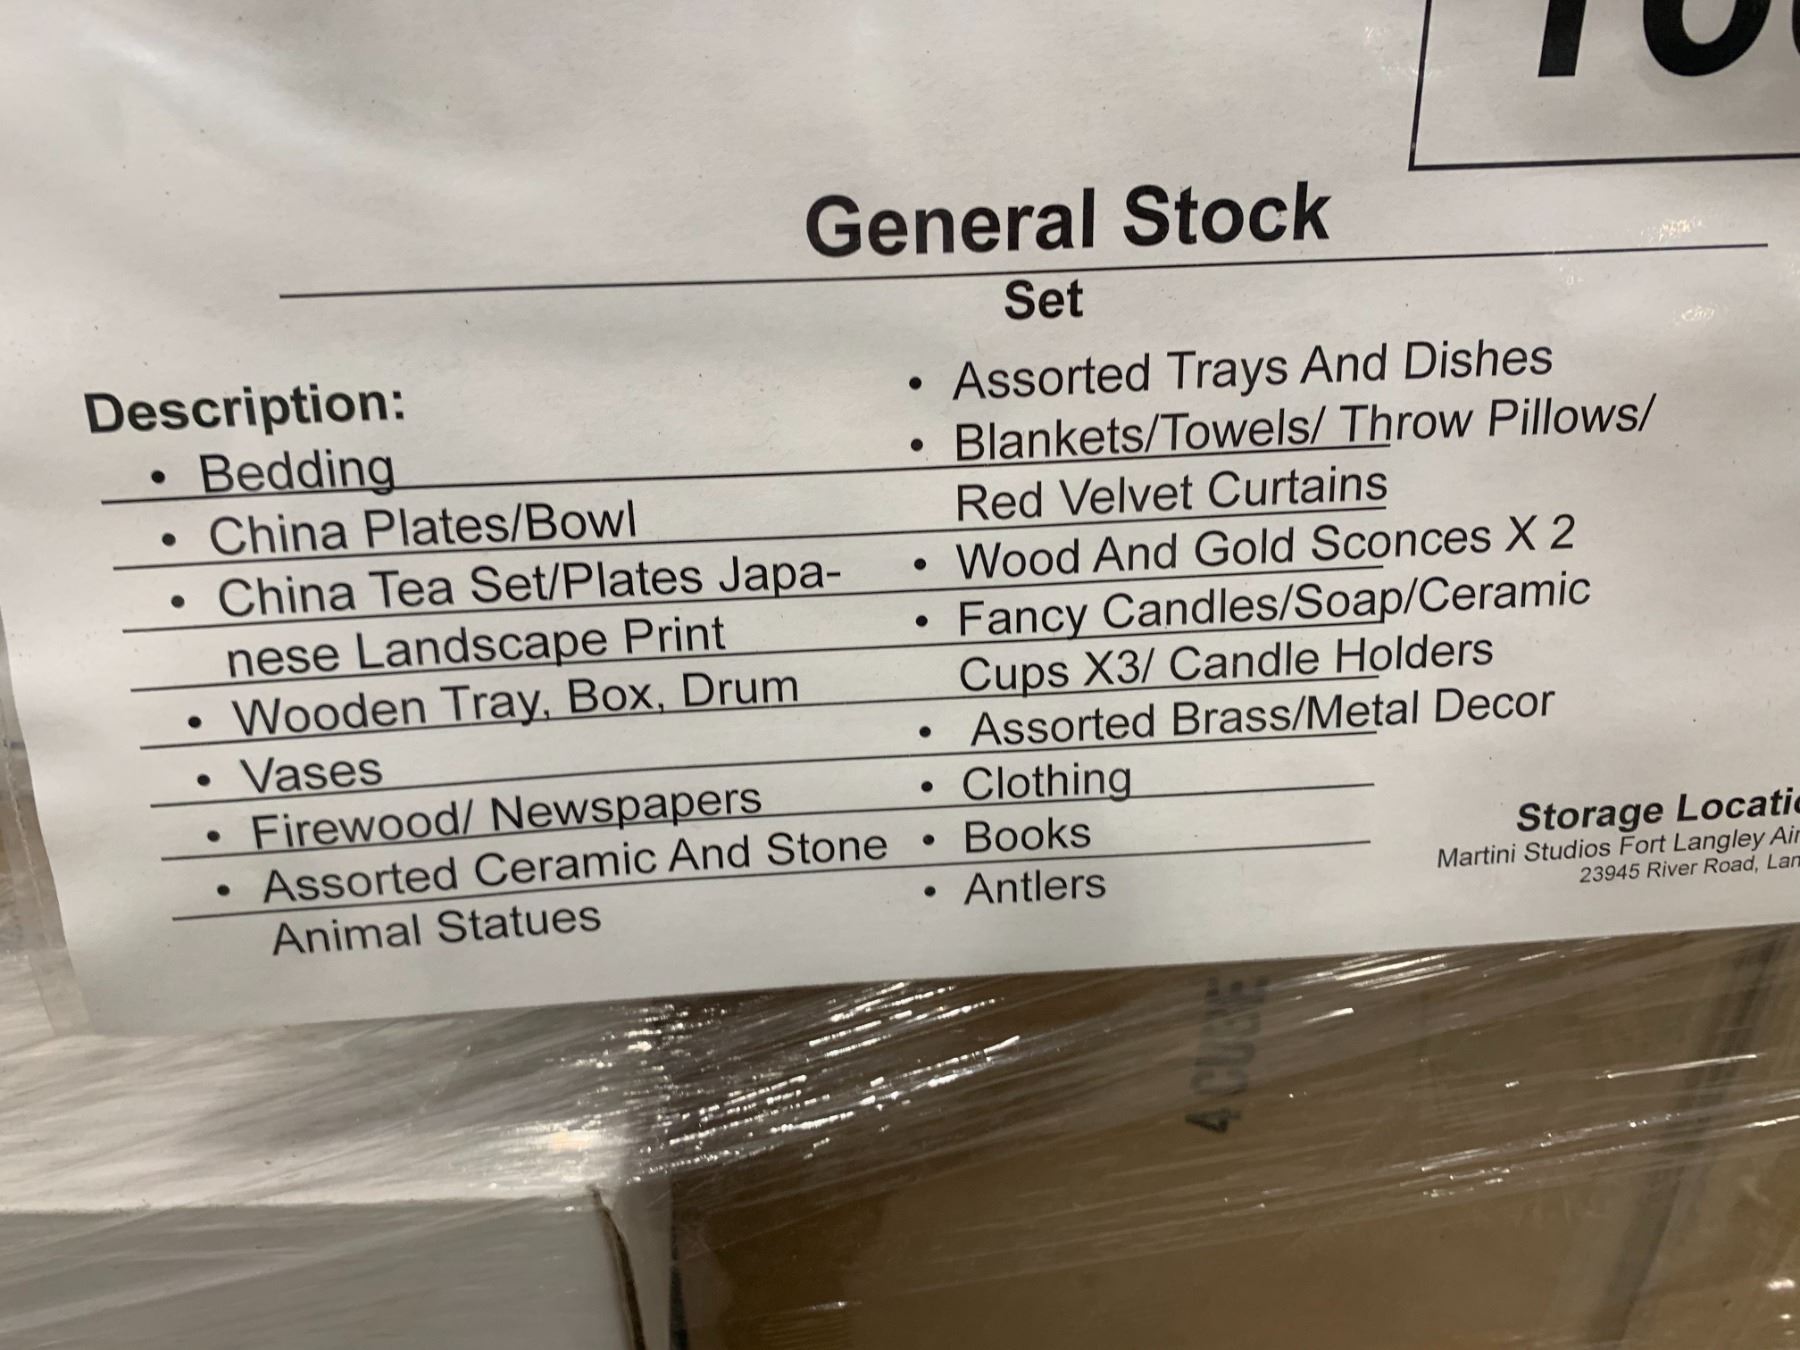 General Stock
Set
Description:
• Bedding
• China Plates/Bowl
• China Tea Set/Plates Japa-
nese Landscape Print
• Wooden Tray, Box, Drum
• Vases
• Firewood/ Newspapers
• Assorted Ceramic And Stone
Animal Statues
• Assorted Trays And Dishes
• Blankets/Towels/ Throw Pillows/
Red Velvet Curtains
• Wood And Gold Sconces X 2
• Fancy Candles/Soap/Ceramic
Cups X3/ Candle Holders
• Assorted Brass/Metal Decor
• Clothing
• Books
• Antlers
Storage
Martini Studios Fort Langley
23945 River Road,
4 CUBE